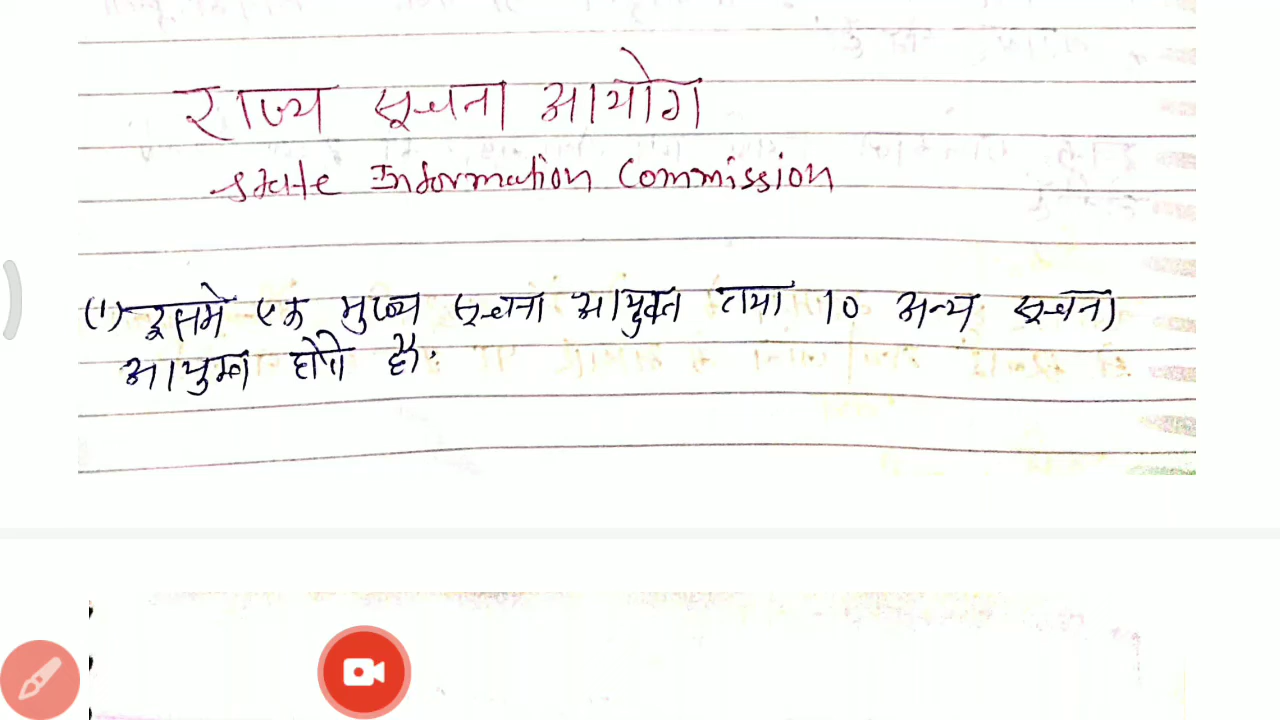 राज्य सूचना आयोग
State Information Commission
(1) इसमे एक मुख्य सूचना आयुक्त तथा 10 अन्य सूचना
आयुक्त होते है।